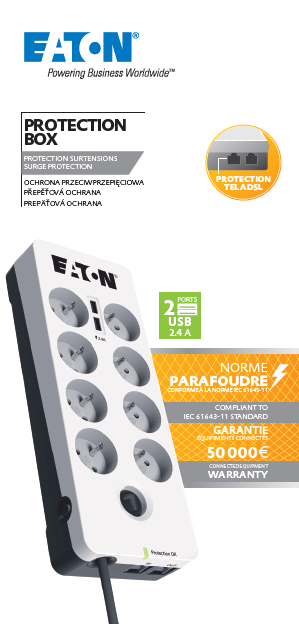 EATON®
Powering Business Worldwide™
PROTECTION
BOX
PROTECTION SURTENSIONS
SURGE PROTECTION
OCHRONA PRZECIWPRZEPIĘCIOWA
PŘEPĚŤOVÁ OCHRANA
PREPÄŤOVÁ OCHRANA
PROTECTION
TEL ADSL
EATON®
2.4A
2 PORTS
USB
2.4 A
NORME
PARAFOUDRE
CONFORME À LA NORME IEC 61643-11
COMPLIANT TO
IEC 61643-11 STANDARD
GARANTIE
ÉQUIPEMENTS CONNECTÉS
50 000 €
CONNECTED EQUIPMENT
WARRANTY
Protection OK